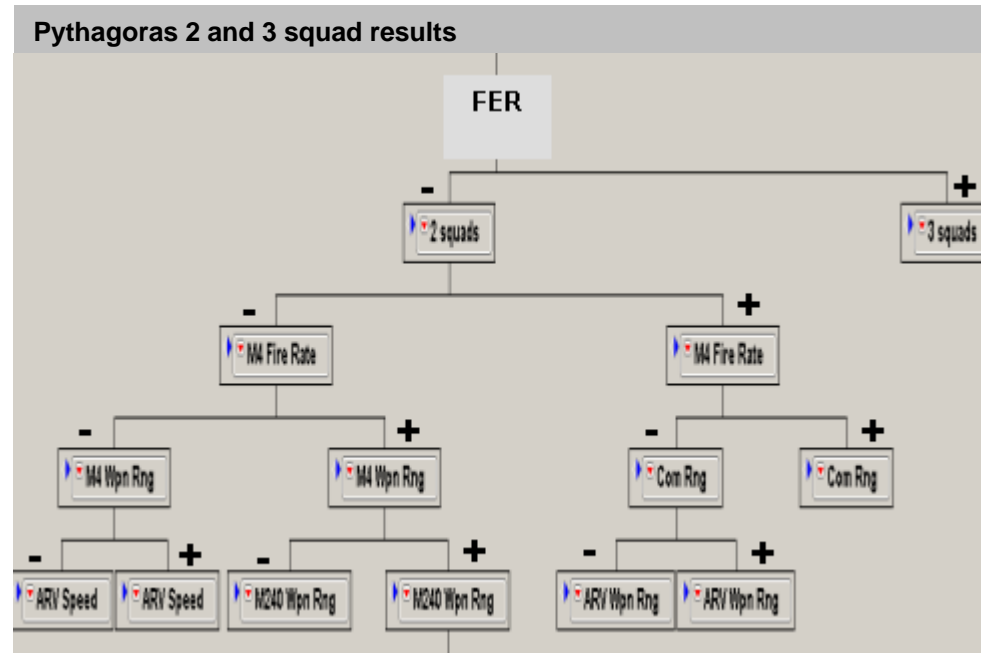 Pythagoras 2 and 3 squad results
FER
- +
2 squads 3 squads
- +
M4 Fire Rate M4 Fire Rate
- + - +
M4 Wpn Rng M4 Wpn Rng Com Rng Com Rng
- + - + - +
ARV Speed ARV Speed M240 Wpn Rng M240 Wpn Rng ARV Wpn Rng ARV Wpn Rng